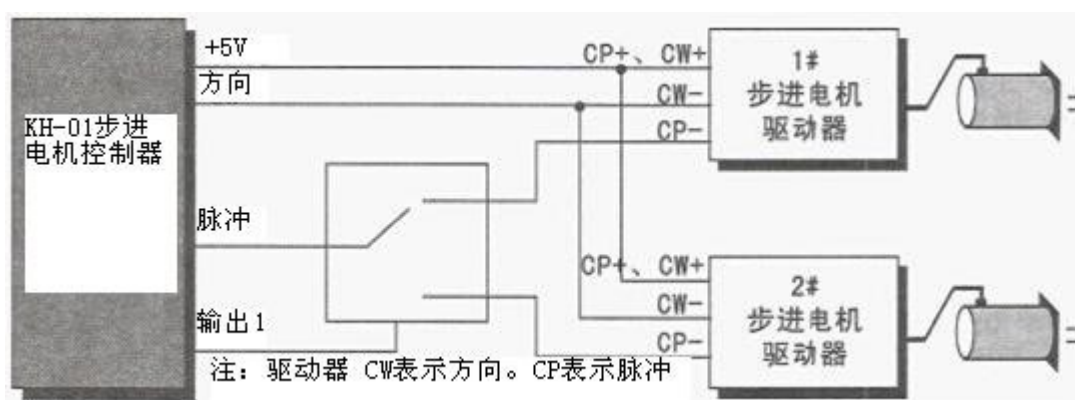 +5V
方向
KH-01步进
电机控制器
脉冲
输出1
CP+、CW+
CW-
CP-
1#
步进电机
驱动器
CP+、CW+
CW-
CP-
2#
步进电机
驱动器
注：驱动器 CW表示方向。CP表示脉冲